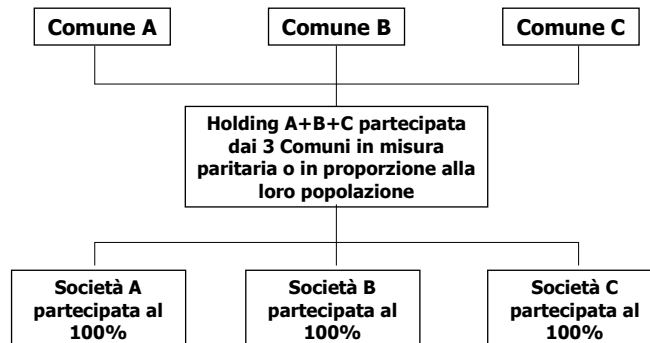 Comune A
Comune B
Comune C
Holding A+B+C partecipata
dai 3 Comuni in misura
paritaria o in proporzione alla
loro popolazione
Società A
partecipata al
100%
Società B
partecipata al
100%
Società C
partecipata al
100%